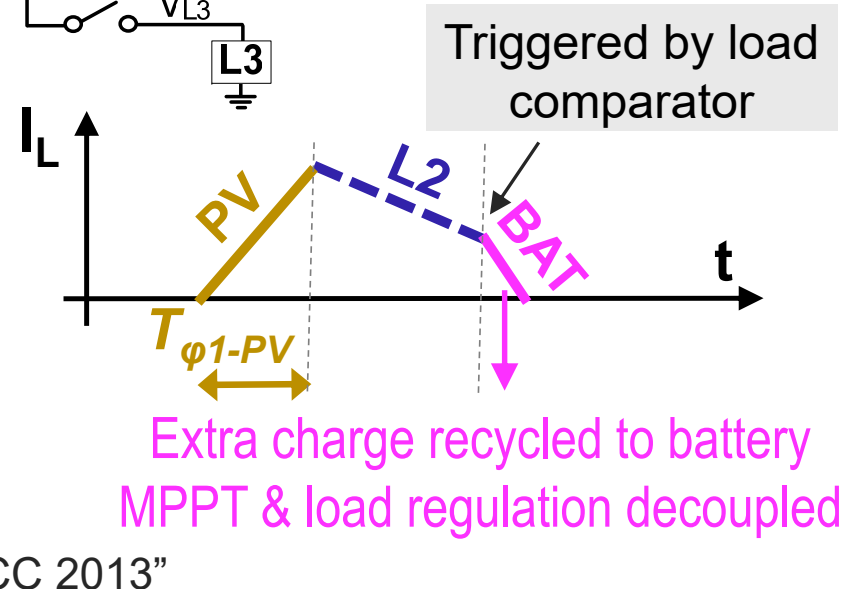 VL3
L3
Triggered by load
comparator
IL
PV
L2
BAT
t
Tφ1-PV
Extra charge recycled to battery
MPPT & load regulation decoupled
CC 2013”